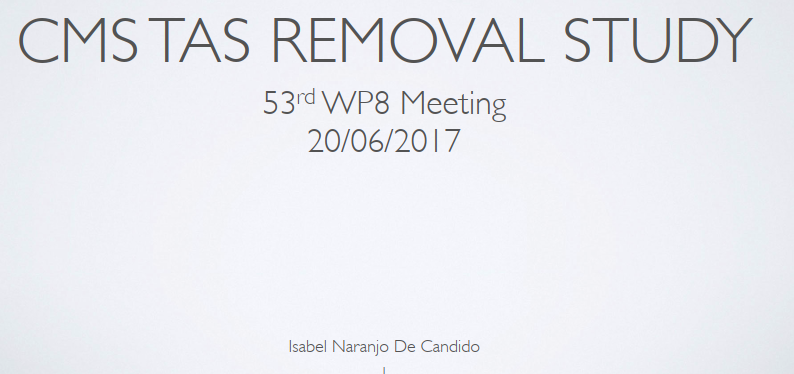 CMS TAS REMOVAL STUDY
53rd WP8 Meeting
20/06/2017
Isabel Naranjo De Candido